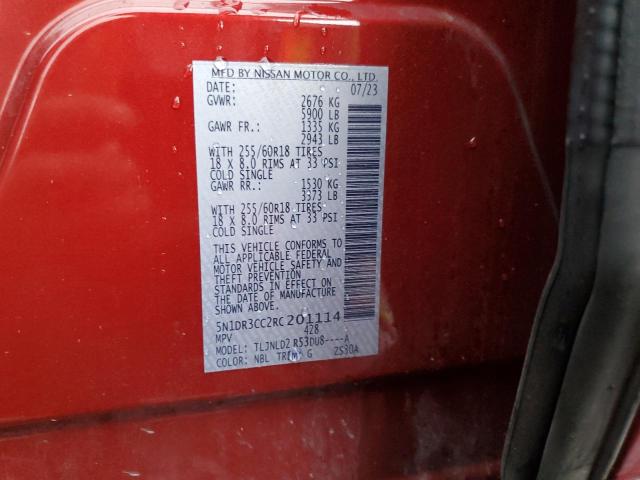 MFD BY NISSAN MOTOR CO., LTD.
DATE: 07/23
GVWR: 2676 KG
5900 LB
GAWR FR: 1335 KG
2943 LB
WITH 255/60R18 TIRES
18 X 8.0 RIMS AT 33 PSI
COLD SINGLE
GAWR RR: 1530 KG
3373 LB
WITH 255/60R18 TIRES
18 X 8.0 RIMS AT 33 PSI
COLD SINGLE
THIS VEHICLE CONFORMS TO
ALL APPLICABLE FEDERAL
MOTOR VEHICLE SAFETY AND
THEFT PREVENTION
STANDARDS IN EFFECT ON
DATE SHOWN ABOVE.
5N1DR3CC2RC201114
MPV 428
MODEL: TLJNLD2 R53DU8----A
COLOR: NBL TRIM: G 2S30A